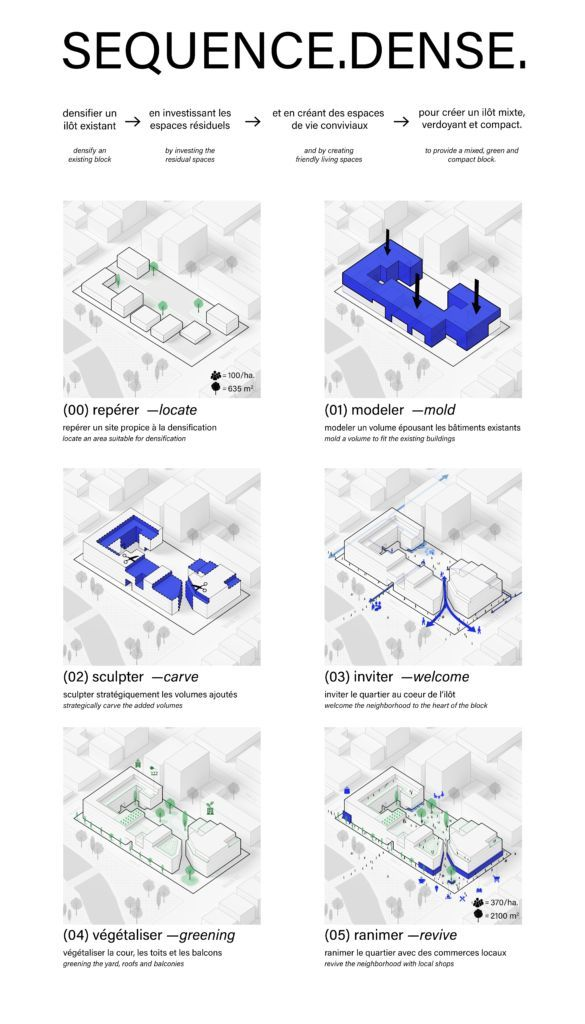 SEQUENCE.DENSE.
densifier un
ilôt existant
en investissant les
espaces résiduels
et en créant des espaces
de vie conviviaux
pour créer un ilôt mixte,
verdoyant et compact.
densify an
existing block
by investing the
residual spaces
and by creating
friendly living spaces
to provide a mixed, green and
compact block.
= 100/ha.
= 635 m²
(00) repérer —locate
repérer un site propice à la densification
locate an area suitable for densification
(01) modeler —mold
modeler un volume épousant les bâtiments existants
mold a volume to fit the existing buildings
(02) sculpter —carve
sculpter stratégiquement les volumes ajoutés
strategically carve the added volumes
(03) inviter —welcome
inviter le quartier au coeur de l'ilôt
welcome the neighborhood to the heart of the block
(04) végétaliser —greening
végétaliser la cour, les toits et les balcons
greening the yard, roofs and balconies
= 370/ha.
= 2100 m²
(05) ranimer —revive
ranimer le quartier avec des commerces locaux
revive the neighborhood with local shops